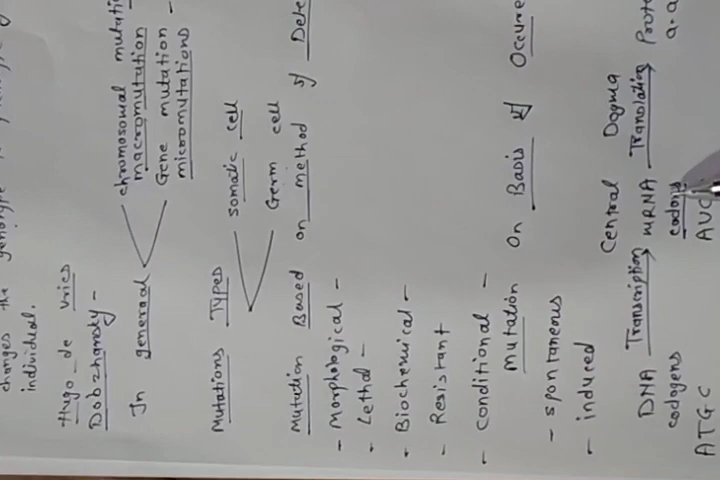 changes the genotype
individual.
Hugo-de vries
Dobzhansky -
In general
chromosomal
macromutation
Gene mutation -
micromutations
Mutations Types
somatic cell
Germ cell
Mutation Based on method of
- Morphological -
- Lethal -
- Biochemical -
- Resistant
- conditional -
Mutation On Basis of
- spontaneous
- induced
Central Dogma
DNA Transcription mRNA Translation
codogens codons a.a
ATGC